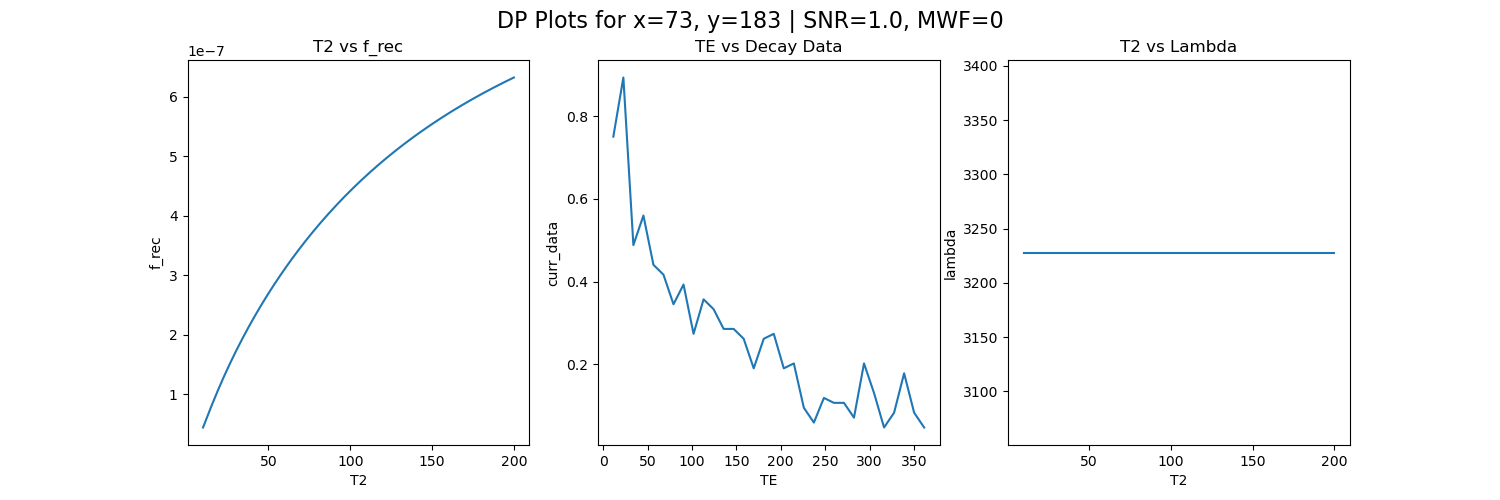 DP Plots for x=73, y=183 | SNR=1.0, MWF=0
T2 vs f_rec
1e−7
f_rec
6
5
4
3
2
1
50 100 150 200
T2
TE vs Decay Data
curr_data
0.8
0.6
0.4
0.2
0 50 100 150 200 250 300 350
TE
T2 vs Lambda
lambda
3400
3350
3300
3250
3200
3150
3100
50 100 150 200
T2